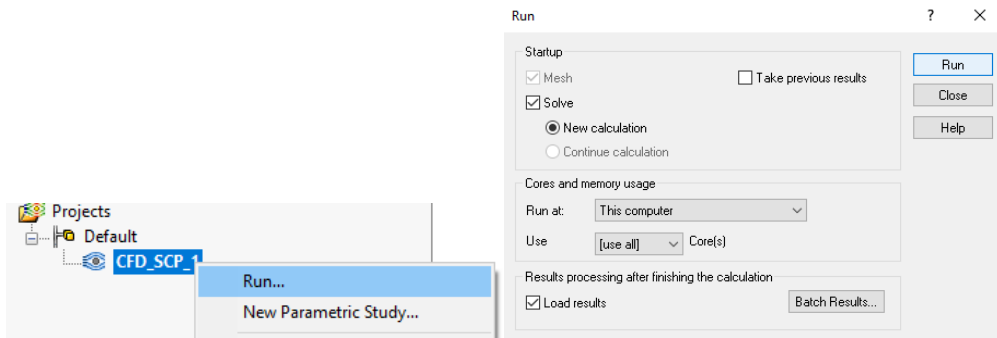 Projects
Default
CFD_SCP_1
Run...
New Parametric Study...
Run
? ×
Startup
Mesh
Take previous results
Solve
New calculation
Continue calculation
Run
Close
Help
Cores and memory usage
Run at: This computer
Use [use all] Core(s)
Results processing after finishing the calculation
Load results
Batch Results...